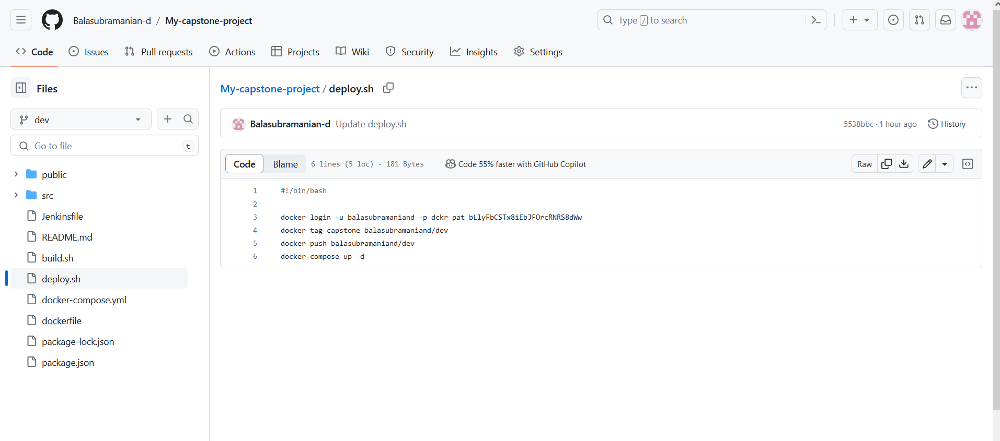 Balasubramanian-d / My-capstone-project
Type / to search
Code
Issues
Pull requests
Actions
Projects
Wiki
Security
Insights
Settings
Files
dev
Go to file
t
public
src
Jenkinsfile
README.md
build.sh
deploy.sh
docker-compose.yml
dockerfile
package-lock.json
package.json
My-capstone-project / deploy.sh
Balasubramanian-d Update deploy.sh
5538bbc · 1 hour ago
History
Code Blame 6 lines (5 loc) · 181 Bytes
Code 55% faster with GitHub Copilot
Raw
1 #!/bin/bash
2
3 docker login -u balasubramaniand -p dckr_pat_bLlyFbCSTx8iEbJFOrcRNRS8dWw
4 docker tag capstone balasubramaniand/dev
5 docker push balasubramaniand/dev
6 docker-compose up -d